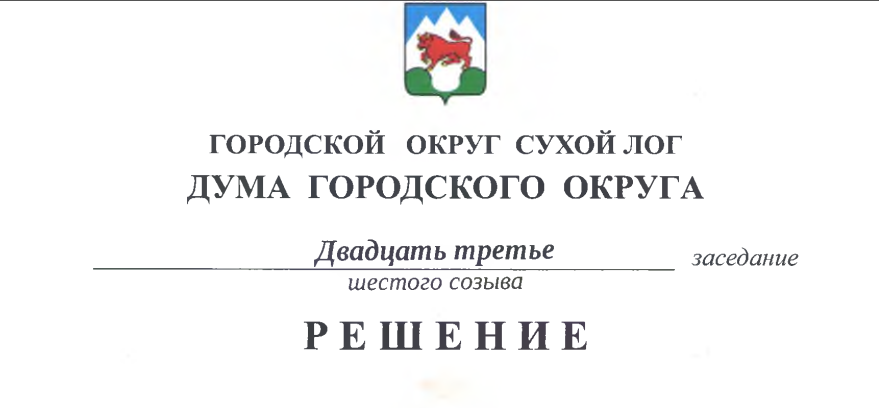 ГОРОДСКОЙ ОКРУГ СУХОЙ ЛОГ
ДУМА ГОРОДСКОГО ОКРУГА
Двадцать третье заседание
шестого созыва
РЕШЕНИЕ